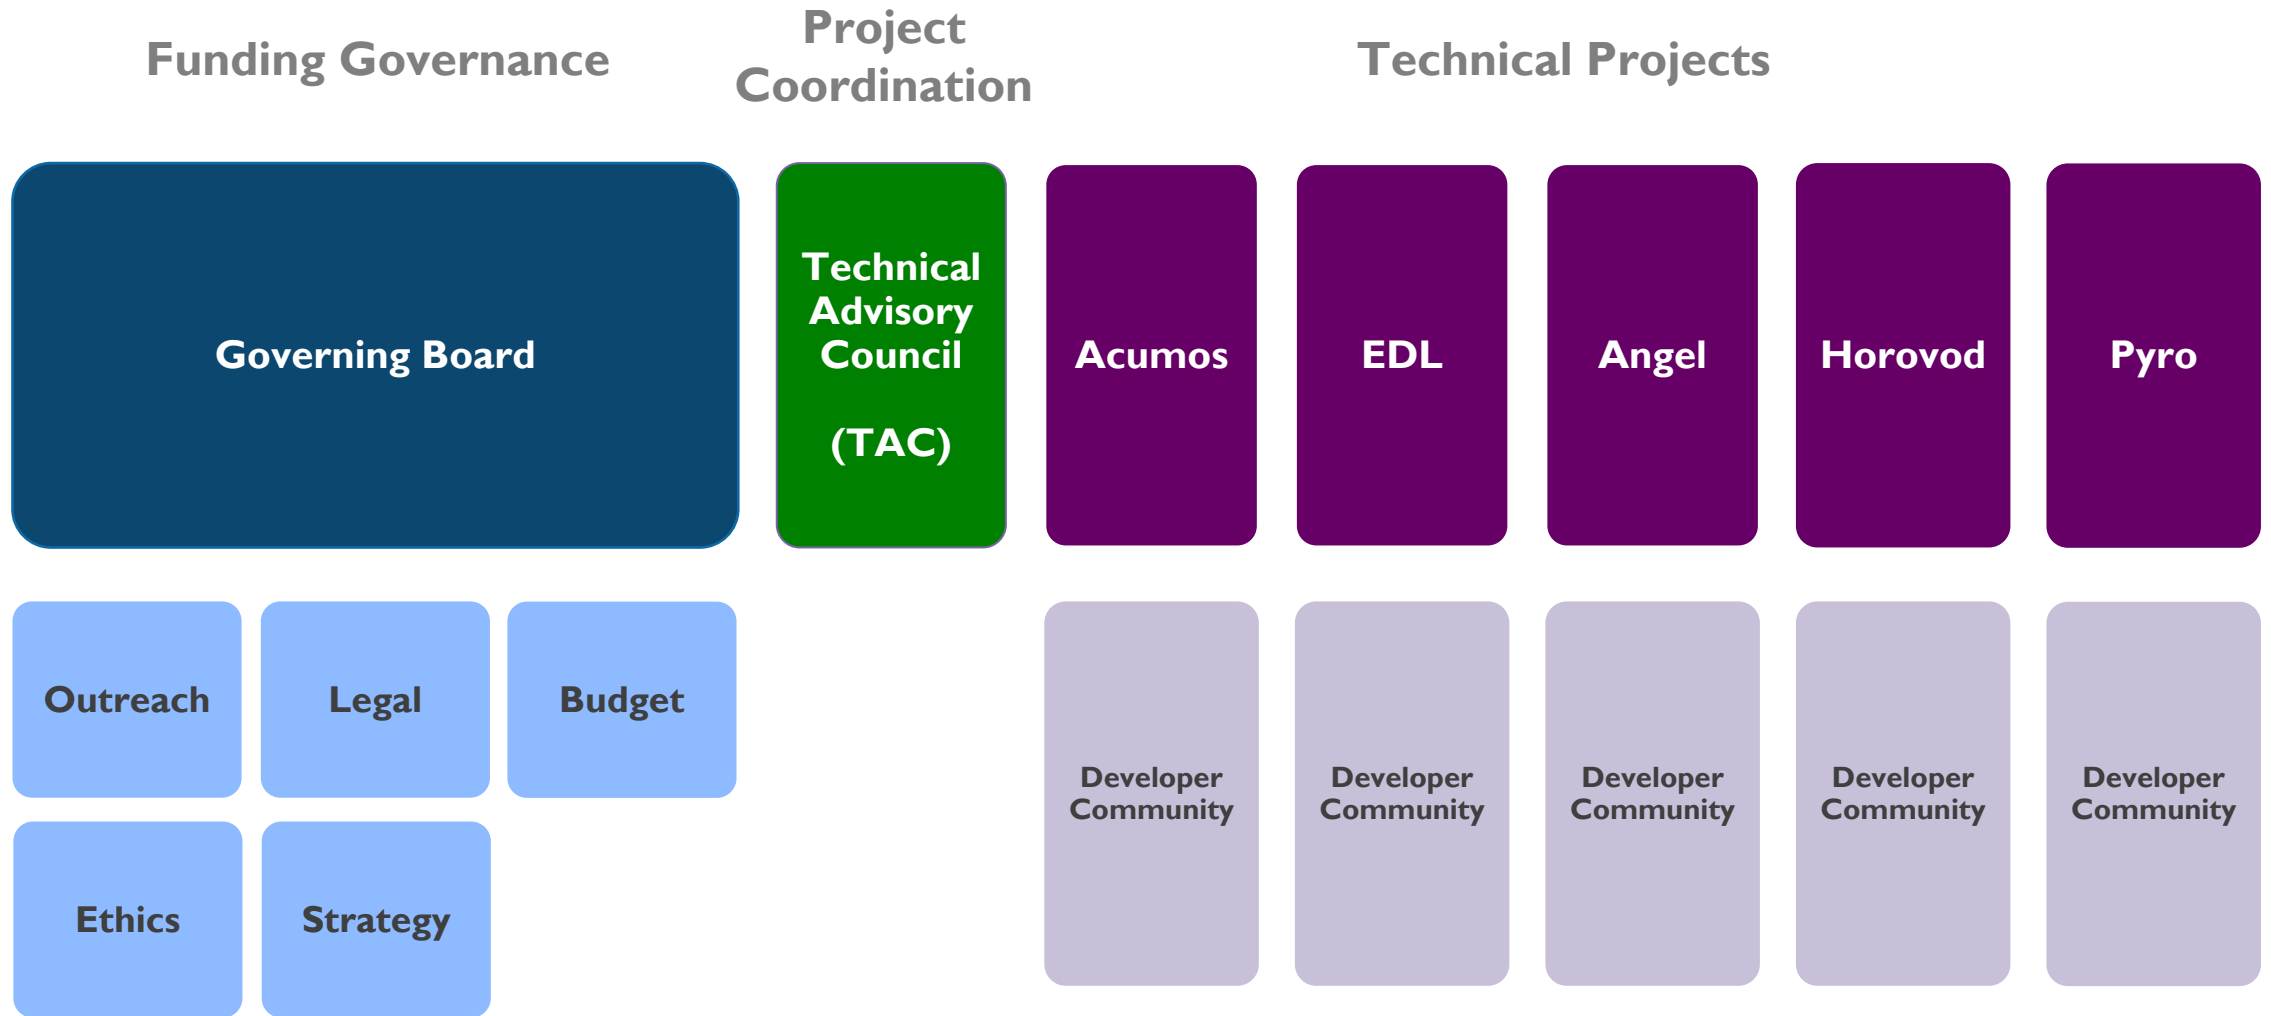 Funding Governance
Project
Coordination
Technical Projects
Governing Board
Technical
Advisory
Council
(TAC)
Acumos
EDL
Angel
Horovod
Pyro
Outreach
Legal
Budget
Ethics
Strategy
Developer
Community
Developer
Community
Developer
Community
Developer
Community
Developer
Community